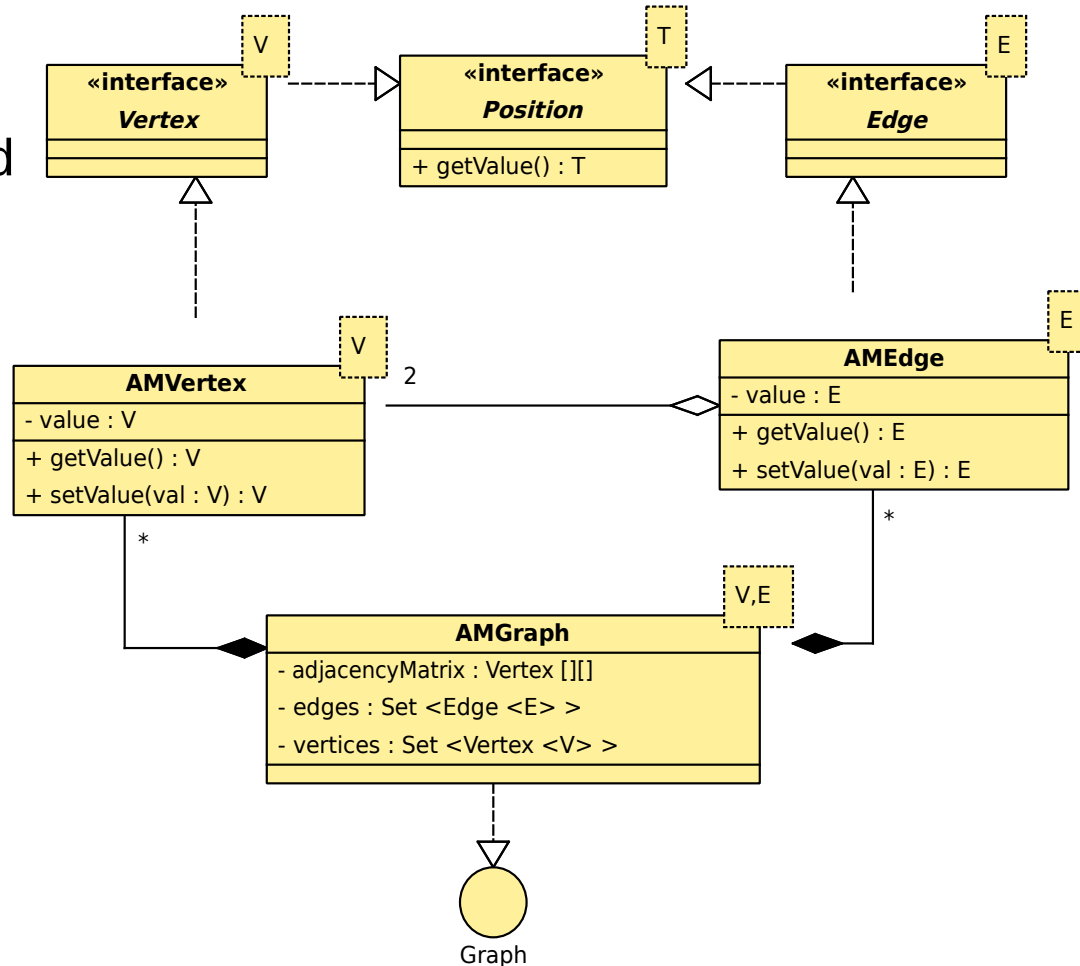 V
T
E
«interface»
Vertex
«interface»
Position
+ getValue() : T
«interface»
Edge
d
V
AMVertex
- value : V
+ getValue() : V
+ setValue(val : V) : V
2
E
AMEdge
- value : E
+ getValue() : E
+ setValue(val : E) : E
*
*
V,E
AMGraph
- adjacencyMatrix : Vertex [][]
- edges : Set <Edge <E> >
- vertices : Set <Vertex <V> >
Graph